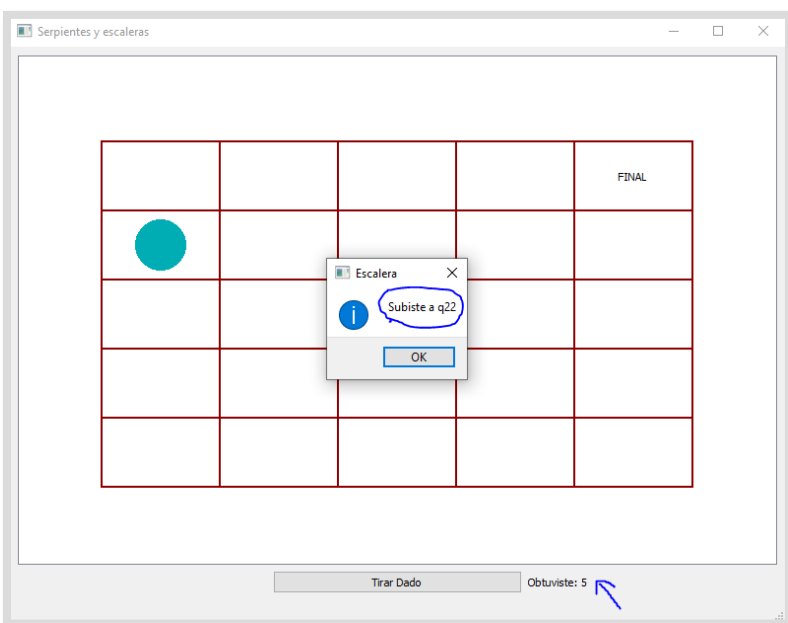 Serpientes y escaleras
FINAL
Escalera
Subiste a q22
OK
Tirar Dado
Obtuviste: 5